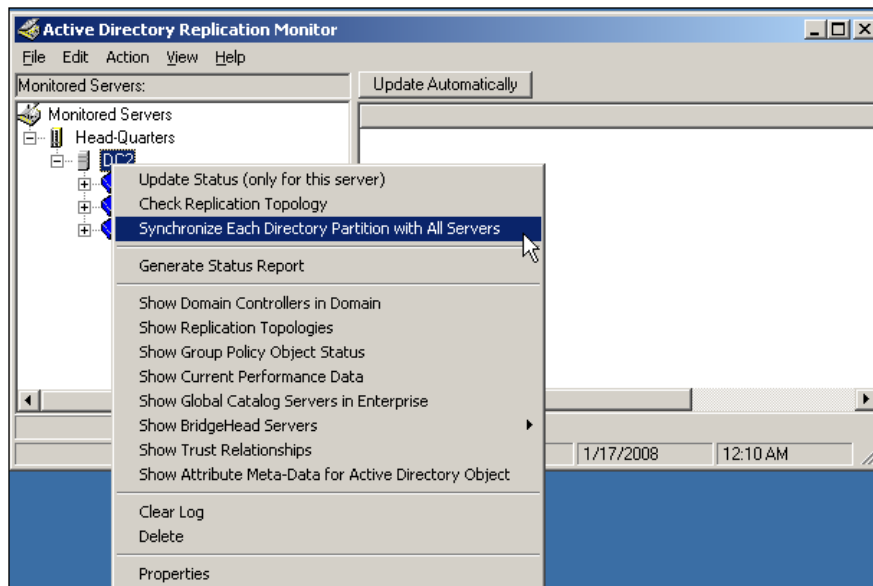 Active Directory Replication Monitor
File Edit Action View Help
Monitored Servers:
Update Automatically
Monitored Servers
Head-Quarters
DC2
Update Status (only for this server)
Check Replication Topology
Synchronize Each Directory Partition with All Servers
Generate Status Report
Show Domain Controllers in Domain
Show Replication Topologies
Show Group Policy Object Status
Show Current Performance Data
Show Global Catalog Servers in Enterprise
Show BridgeHead Servers
Show Trust Relationships
Show Attribute Meta-Data for Active Directory Object
Clear Log
Delete
Properties
1/17/2008 12:10 AM